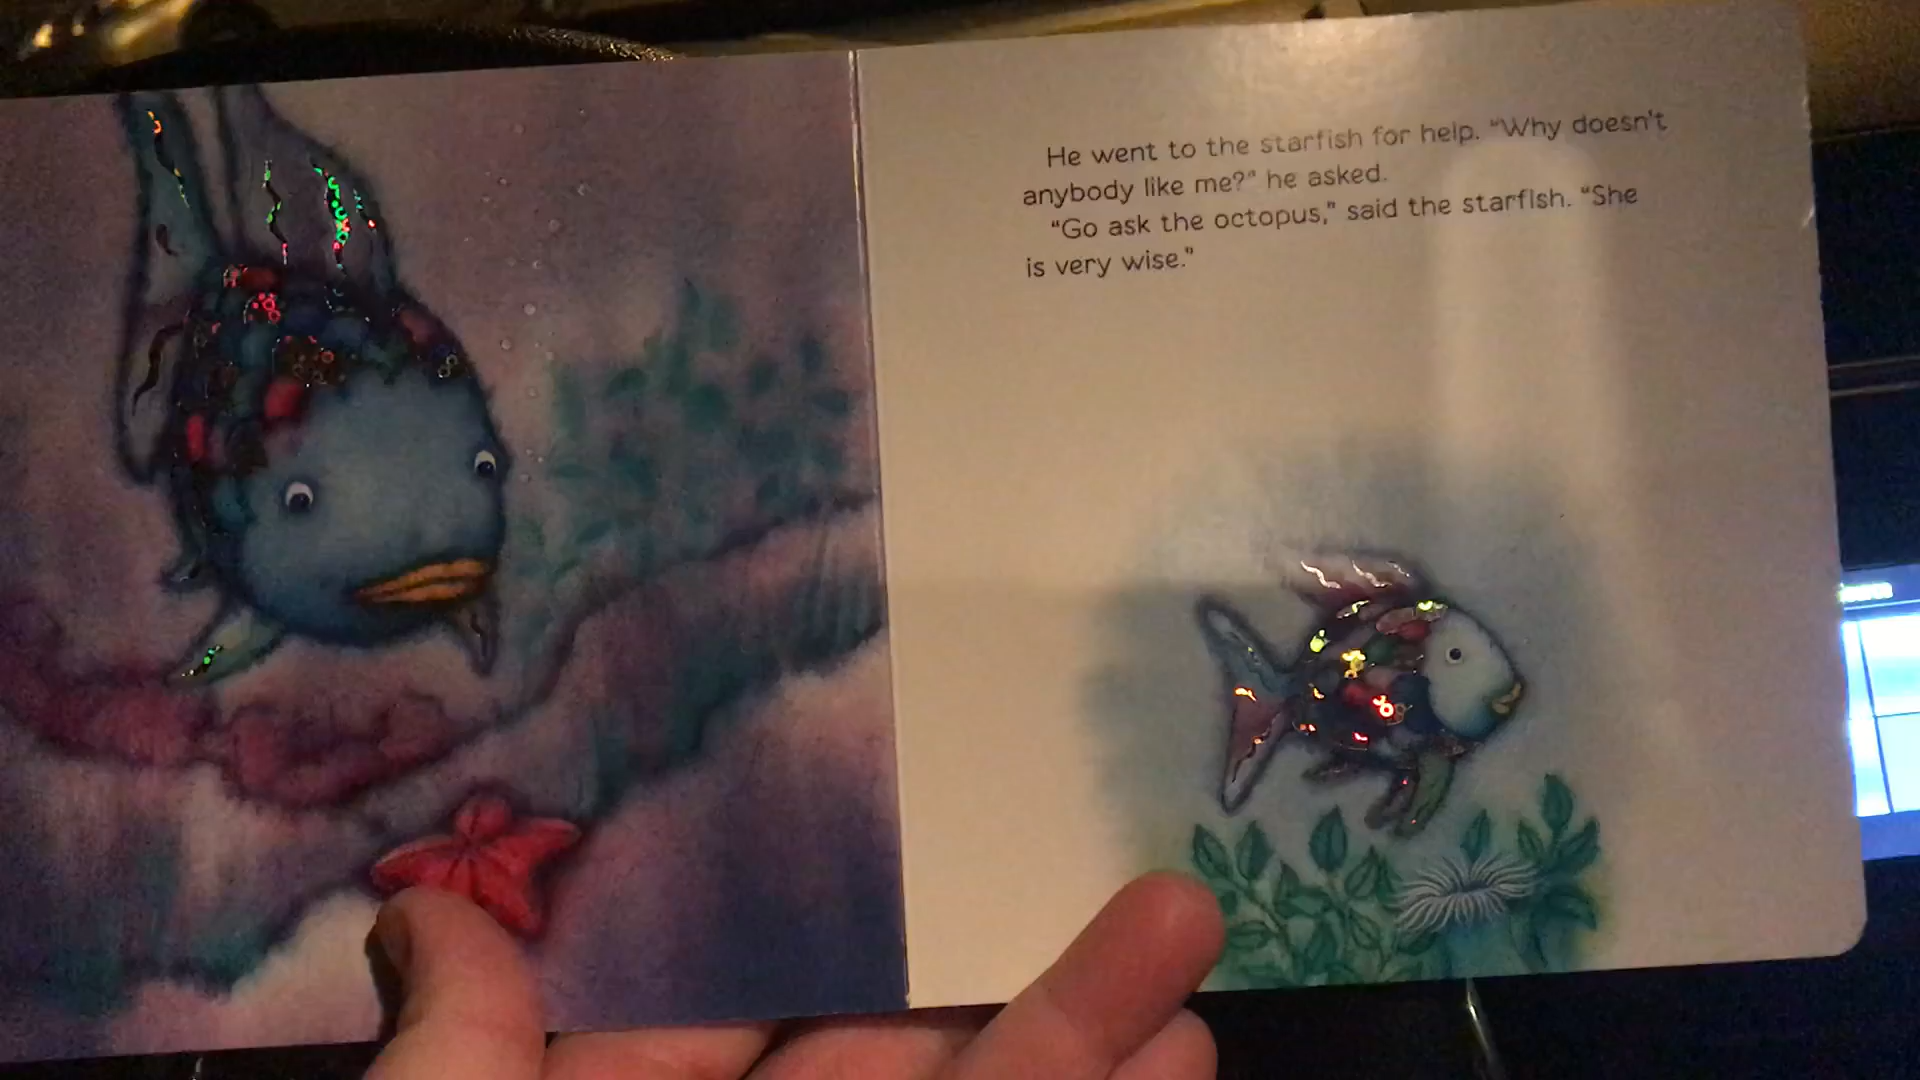 He went to the starfish for help. "Why doesn't
anybody like me?" he asked.
"Go ask the octopus," said the starfish. "She
is very wise."